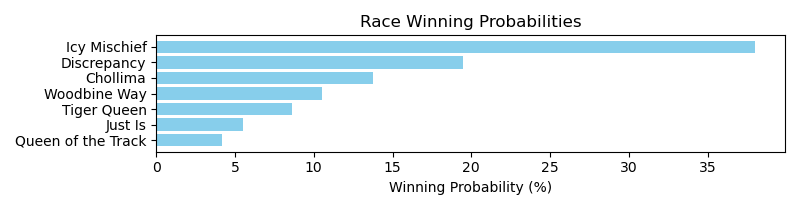 Race Winning Probabilities
Icy Mischief
Discrepancy
Chollima
Woodbine Way
Tiger Queen
Just Is
Queen of the Track
0 5 10 15 20 25 30 35
Winning Probability (%)